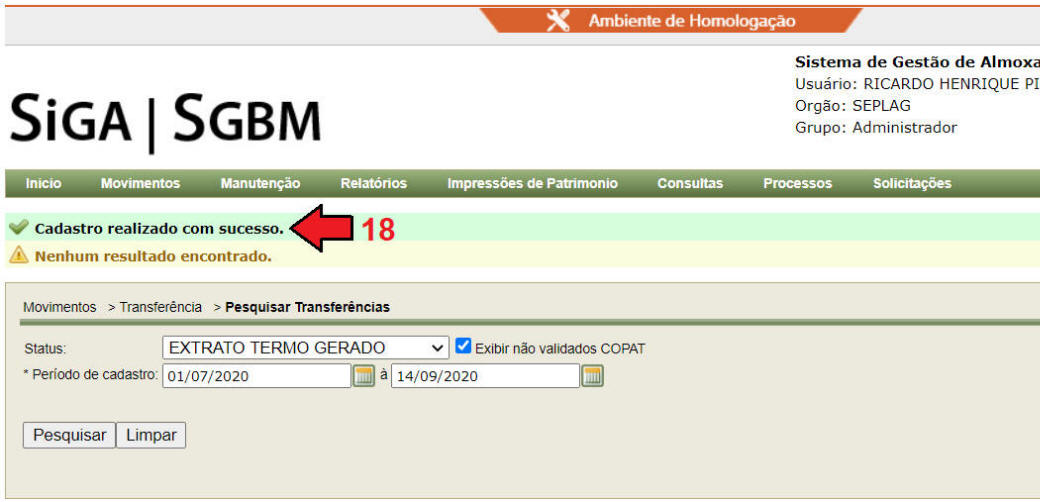 Ambiente de Homologação
Sistema de Gestão de Almoxa
Usuário: RICARDO HENRIQUE PI
Orgão: SEPLAG
Grupo: Administrador
SiGA | SGBM
Inicio Movimentos Manutenção Relatórios Impressões de Patrimonio Consultas Processos Solicitações
Cadastro realizado com sucesso. 18
Nenhum resultado encontrado.
Movimentos > Transferência > Pesquisar Transferências
Status: EXTRATO TERMO GERADO Exibir não validados COPAT
* Período de cadastro: 01/07/2020 à 14/09/2020
Pesquisar Limpar